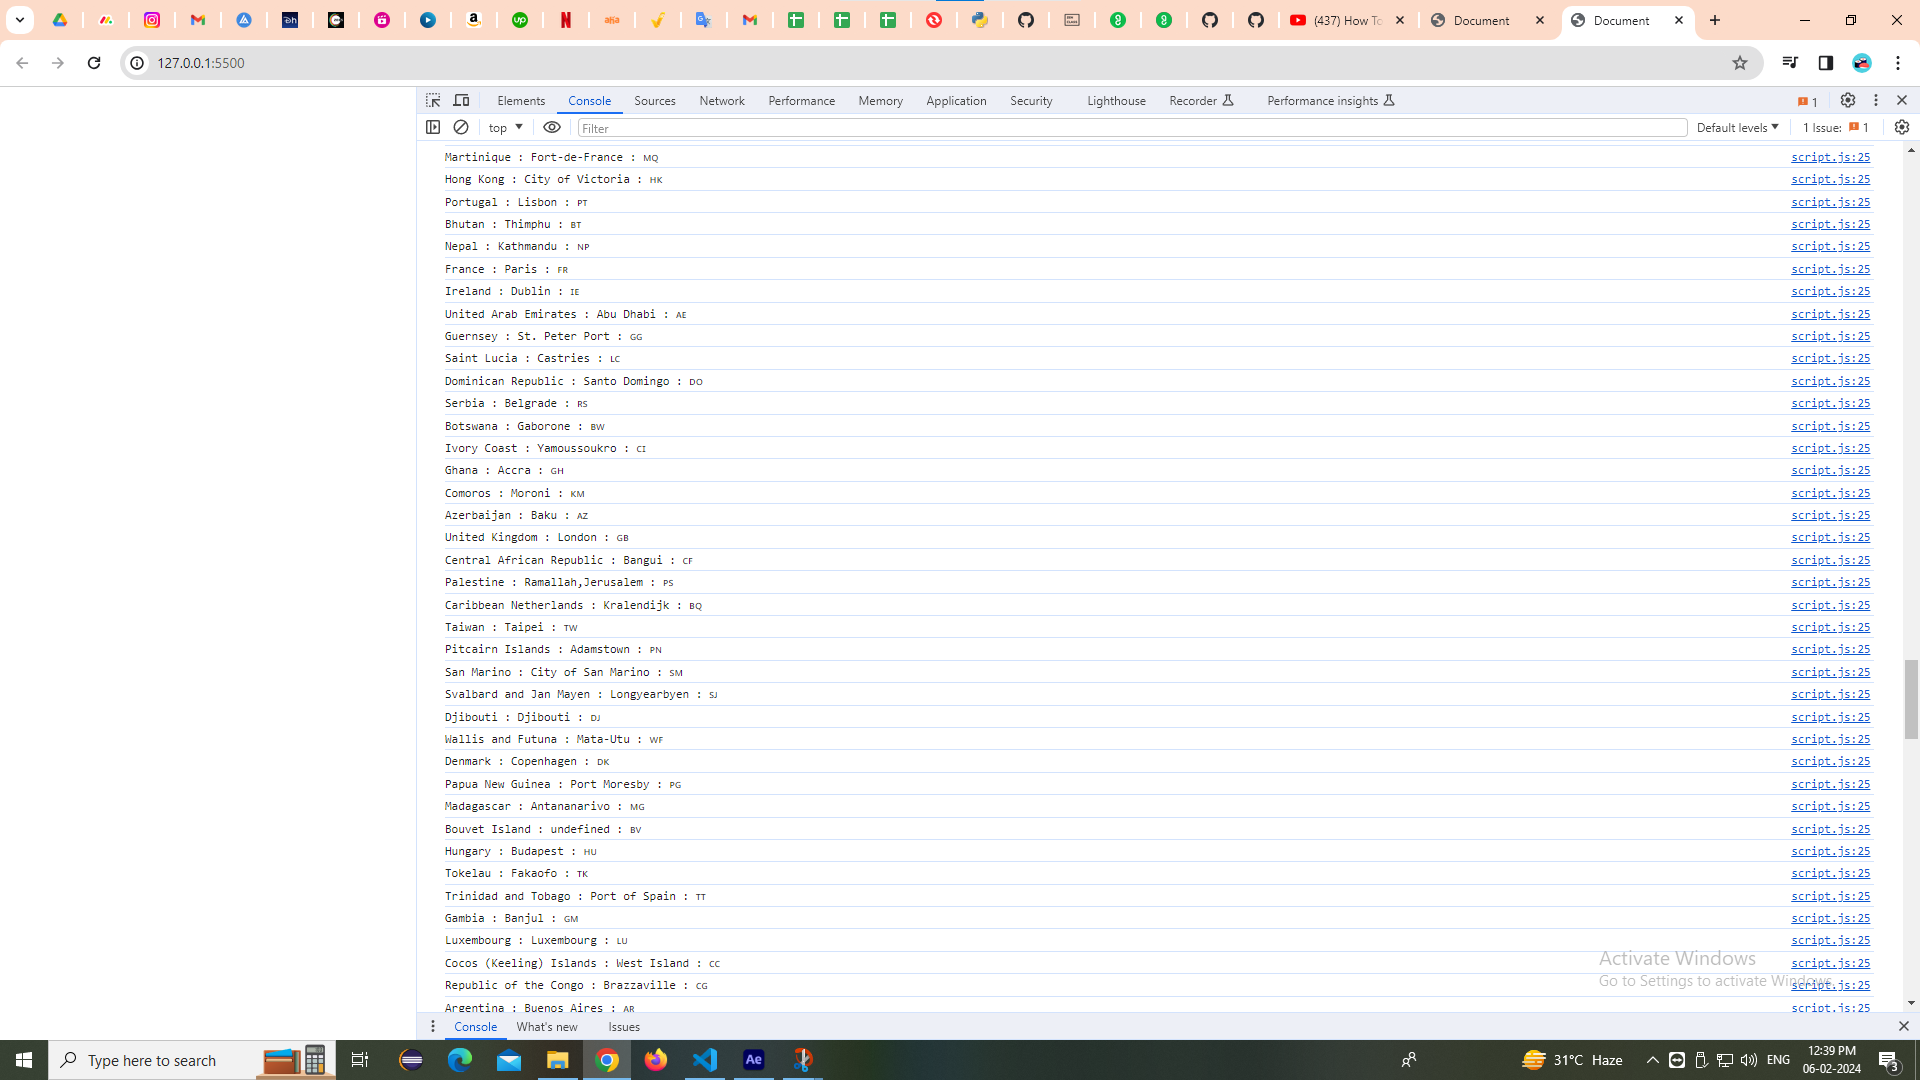 (437) How To
Document
Document
127.0.0.1:5500
Elements Console Sources Network Performance Memory Application Security Lighthouse Recorder Performance insights 1
top Filter Default levels 1 Issue: 1
Martinique : Fort-de-France : MQ script.js:25
Hong Kong : City of Victoria : HK script.js:25
Portugal : Lisbon : PT script.js:25
Bhutan : Thimphu : BT script.js:25
Nepal : Kathmandu : NP script.js:25
France : Paris : FR script.js:25
Ireland : Dublin : IE script.js:25
United Arab Emirates : Abu Dhabi : AE script.js:25
Guernsey : St. Peter Port : GG script.js:25
Saint Lucia : Castries : LC script.js:25
Dominican Republic : Santo Domingo : DO script.js:25
Serbia : Belgrade : RS script.js:25
Botswana : Gaborone : BW script.js:25
Ivory Coast : Yamoussoukro : CI script.js:25
Ghana : Accra : GH script.js:25
Comoros : Moroni : KM script.js:25
Azerbaijan : Baku : AZ script.js:25
United Kingdom : London : GB script.js:25
Central African Republic : Bangui : CF script.js:25
Palestine : Ramallah,Jerusalem : PS script.js:25
Caribbean Netherlands : Kralendijk : BQ script.js:25
Taiwan : Taipei : TW script.js:25
Pitcairn Islands : Adamstown : PN script.js:25
San Marino : City of San Marino : SM script.js:25
Svalbard and Jan Mayen : Longyearbyen : SJ script.js:25
Djibouti : Djibouti : DJ script.js:25
Wallis and Futuna : Mata-Utu : WF script.js:25
Denmark : Copenhagen : DK script.js:25
Papua New Guinea : Port Moresby : PG script.js:25
Madagascar : Antananarivo : MG script.js:25
Bouvet Island : undefined : BV script.js:25
Hungary : Budapest : HU script.js:25
Tokelau : Fakaofo : TK script.js:25
Trinidad and Tobago : Port of Spain : TT script.js:25
Gambia : Banjul : GM script.js:25
Luxembourg : Luxembourg : LU script.js:25
Cocos (Keeling) Islands : West Island : CC script.js:25
Republic of the Congo : Brazzaville : CG script.js:25
Argentina : Buenos Aires : AR script.js:25
Activate Windows
Go to Settings to activate Windows.
Console What's new Issues
Type here to search
Ae
31°C Haze
ENG
12:39 PM
06-02-2024
3